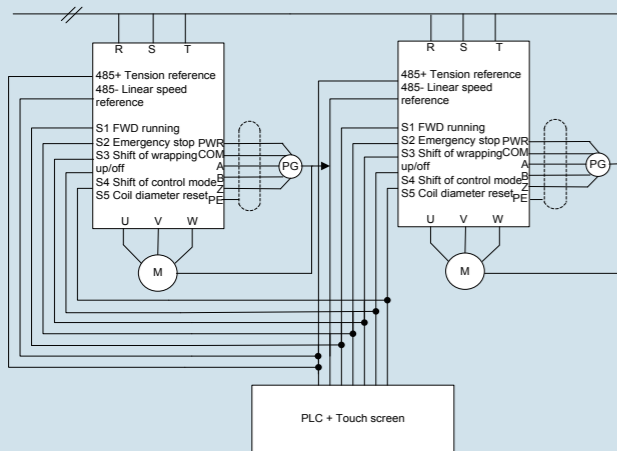 R S T
485+ Tension reference
485- Linear speed
reference
S1 FWD running
S2 Emergency stop
S3 Shift of wrapping
up/off
S4 Shift of control mode
S5 Coil diameter reset
PWR
COM
A
B
Z
PE
PG
U V W
M
R S T
485+ Tension reference
485- Linear speed
reference
S1 FWD running
S2 Emergency stop
S3 Shift of wrapping
up/off
S4 Shift of control mode
S5 Coil diameter reset
PWR
COM
A
B
Z
PE
PG
U V W
M
PLC + Touch screen